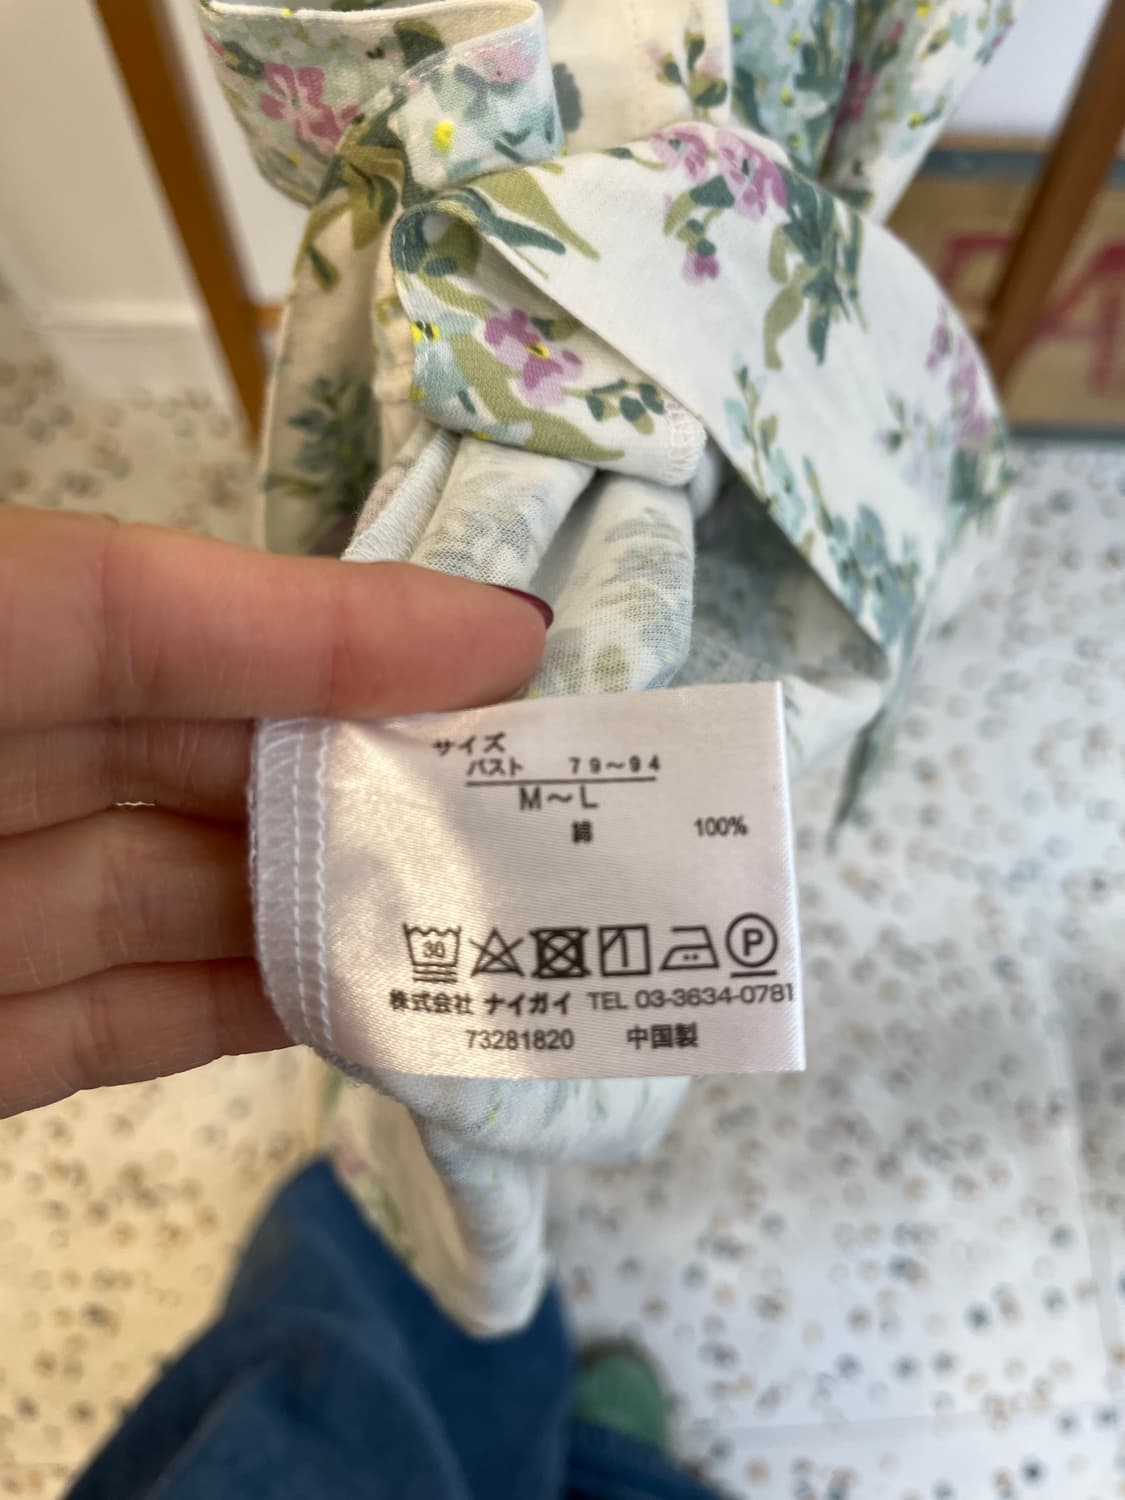 サイズ
バスト 79～94
M～L
綿 100%
30 P
株式会社 ナイガイ TEL 03-3634-0781
73281820 中国製